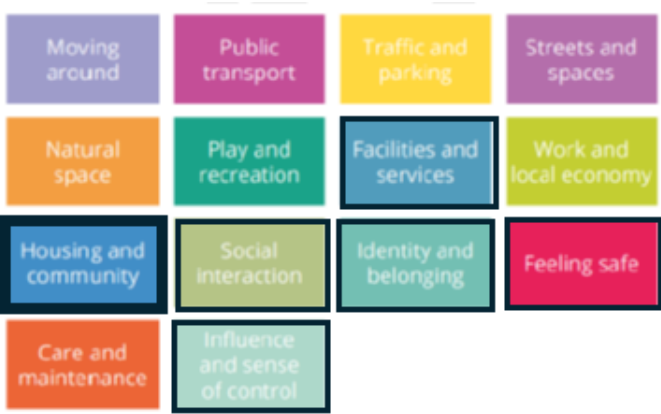 Moving
around
Public
transport
Traffic and
parking
Streets and
spaces
Natural
space
Play and
recreation
Facilities and
services
Work and
local economy
Housing and
community
Social
interaction
Identity and
belonging
Feeling safe
Care and
maintenance
Influence
and sense
of control